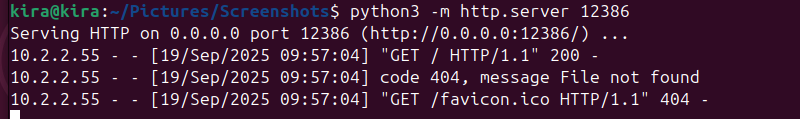 kira@kira:~/Pictures/Screenshots$ python3 -m http.server 12386
Serving HTTP on 0.0.0.0 port 12386 (http://0.0.0.0:12386/) ...
10.2.2.55 - - [19/Sep/2025 09:57:04] "GET / HTTP/1.1" 200 -
10.2.2.55 - - [19/Sep/2025 09:57:04] code 404, message File not found
10.2.2.55 - - [19/Sep/2025 09:57:04] "GET /favicon.ico HTTP/1.1" 404 -